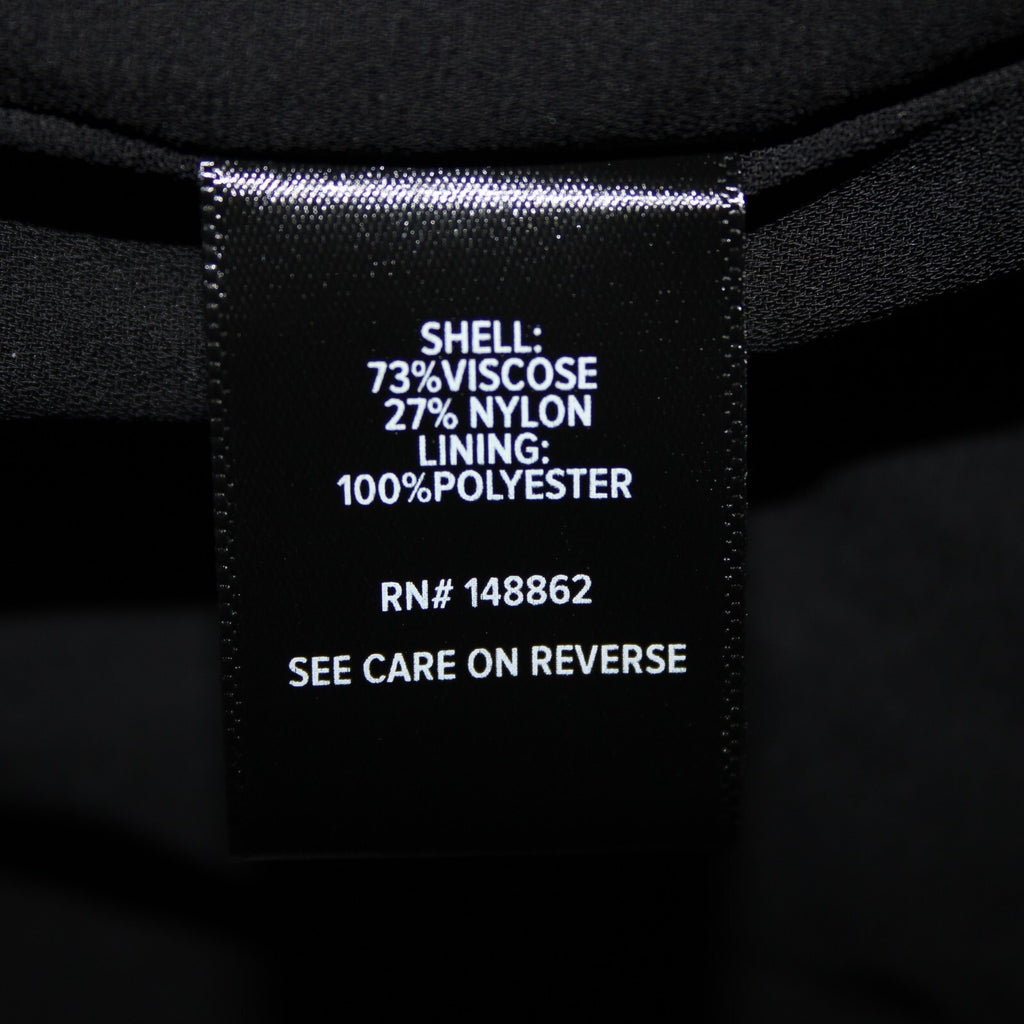 SHELL:
73%VISCOSE
27% NYLON
LINING:
100%POLYESTER
RN# 148862
SEE CARE ON REVERSE